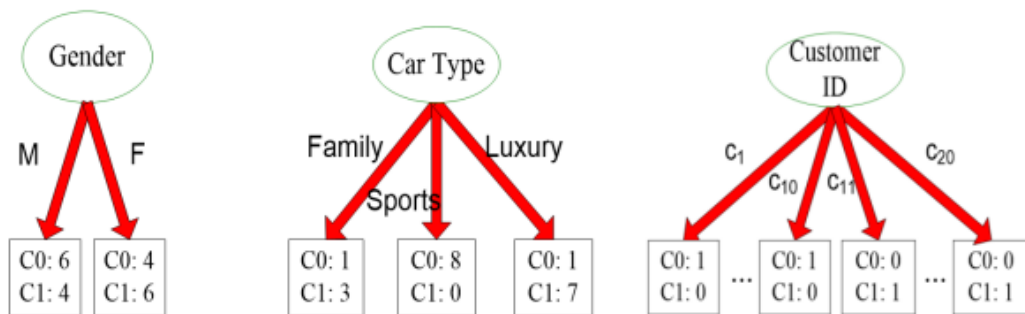 Gender
M
F
C0: 6
C1: 4
C0: 4
C1: 6
Car Type
Family
Sports
Luxury
C0: 1
C1: 3
C0: 8
C1: 0
C0: 1
C1: 7
Customer
ID
c1
c10
c11
c20
C0: 1
C1: 0
...
C0: 1
C1: 0
C0: 0
C1: 1
...
C0: 0
C1: 1